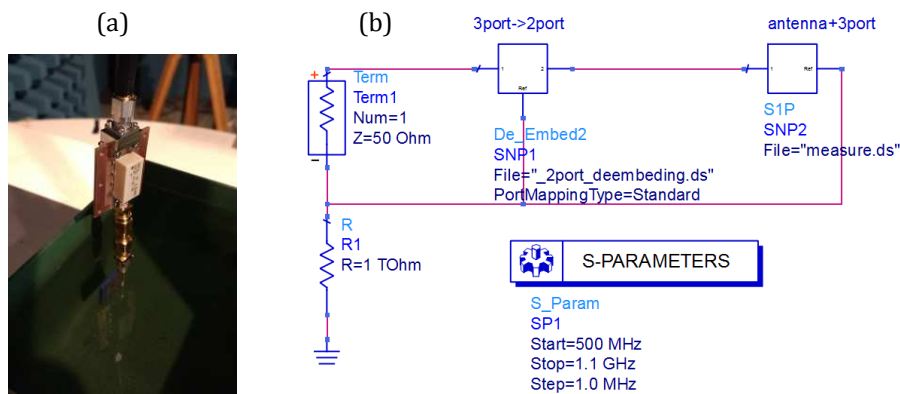 (a)
(b)
3port->2port
antenna+3port
+
Term
Term1
Num=1
Z=50 Ohm
-
1
2
Ref
De_Embed2
SNP1
File="_2port_deembeding.ds"
PortMappingType=Standard
1
Ref
S1P
SNP2
File="measure.ds"
R
R1
R=1 TOhm
S-PARAMETERS
S_Param
SP1
Start=500 MHz
Stop=1.1 GHz
Step=1.0 MHz